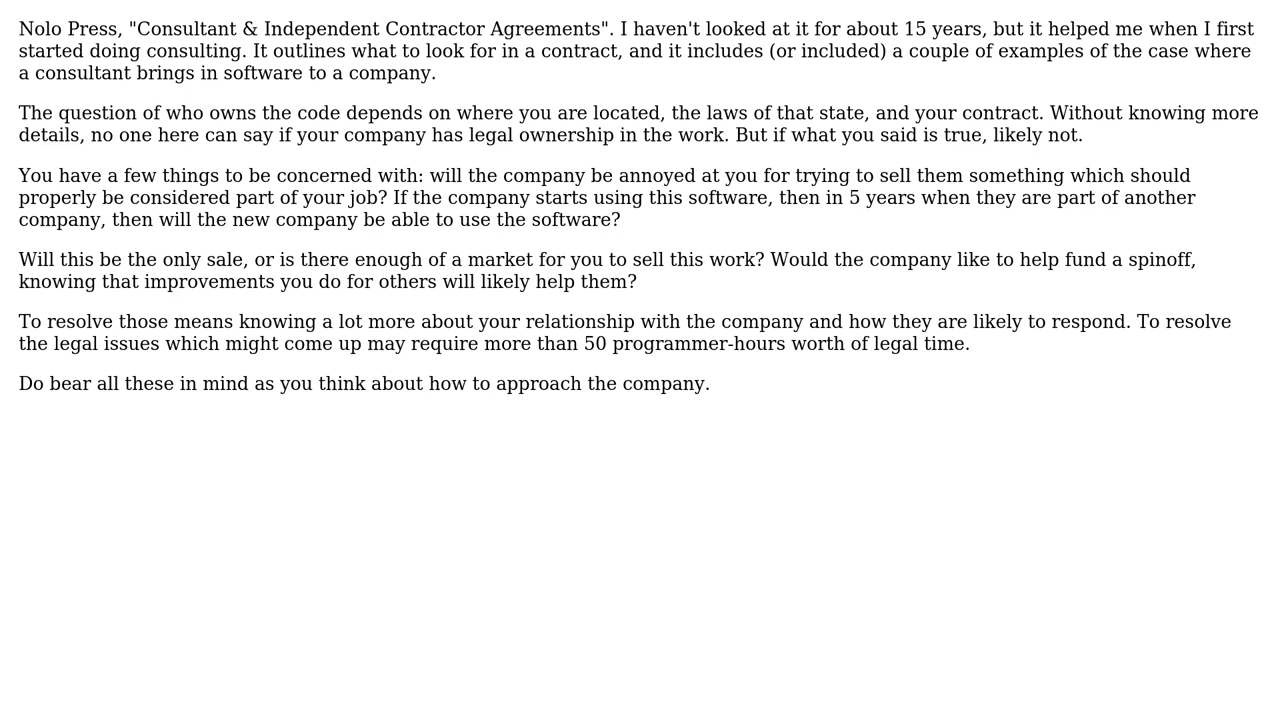 Nolo Press, "Consultant & Independent Contractor Agreements". I haven't looked at it for about 15 years, but it helped me when I first
started doing consulting. It outlines what to look for in a contract, and it includes (or included) a couple of examples of the case where
a consultant brings in software to a company.
The question of who owns the code depends on where you are located, the laws of that state, and your contract. Without knowing more
details, no one here can say if your company has legal ownership in the work. But if what you said is true, likely not.
You have a few things to be concerned with: will the company be annoyed at you for trying to sell them something which should
properly be considered part of your job? If the company starts using this software, then in 5 years when they are part of another
company, then will the new company be able to use the software?
Will this be the only sale, or is there enough of a market for you to sell this work? Would the company like to help fund a spinoff,
knowing that improvements you do for others will likely help them?
To resolve those means knowing a lot more about your relationship with the company and how they are likely to respond. To resolve
the legal issues which might come up may require more than 50 programmer-hours worth of legal time.
Do bear all these in mind as you think about how to approach the company.